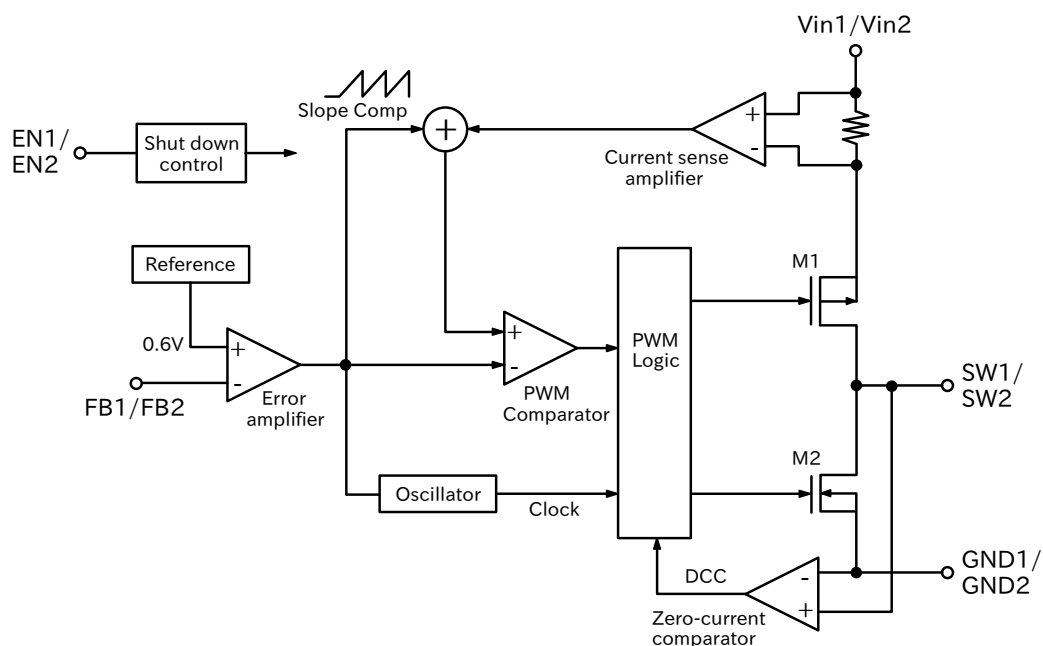 Vin1/Vin2
Slope Comp
EN1/
EN2
Shut down
control
+
+
-
Current sense
amplifier
Reference
M1
0.6V
+
-
FB1/FB2
Error
amplifier
+
-
PWM
Comparator
PWM
Logic
SW1/
SW2
M2
Oscillator
Clock
GND1/
GND2
DCC
-
+
Zero-current
comparator